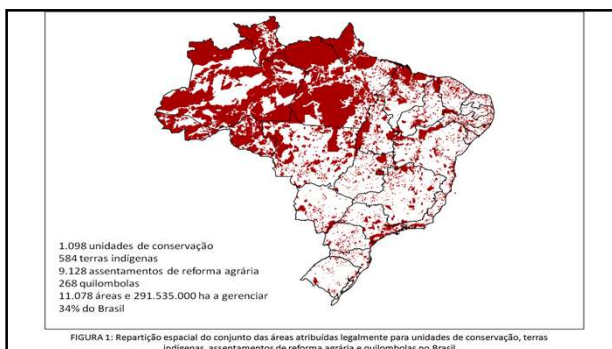 1.098 unidades de conservação
584 terras indígenas
9.128 assentamentos de reforma agrária
268 quilombolas
11.078 áreas e 291.535.000 ha a gerenciar
34% do Brasil
FIGURA 1: Repartição espacial do conjunto das áreas atribuídas legalmente para unidades de conservação, terras
indígenas, assentamentos de reforma agrária e quilombolas no Brasil